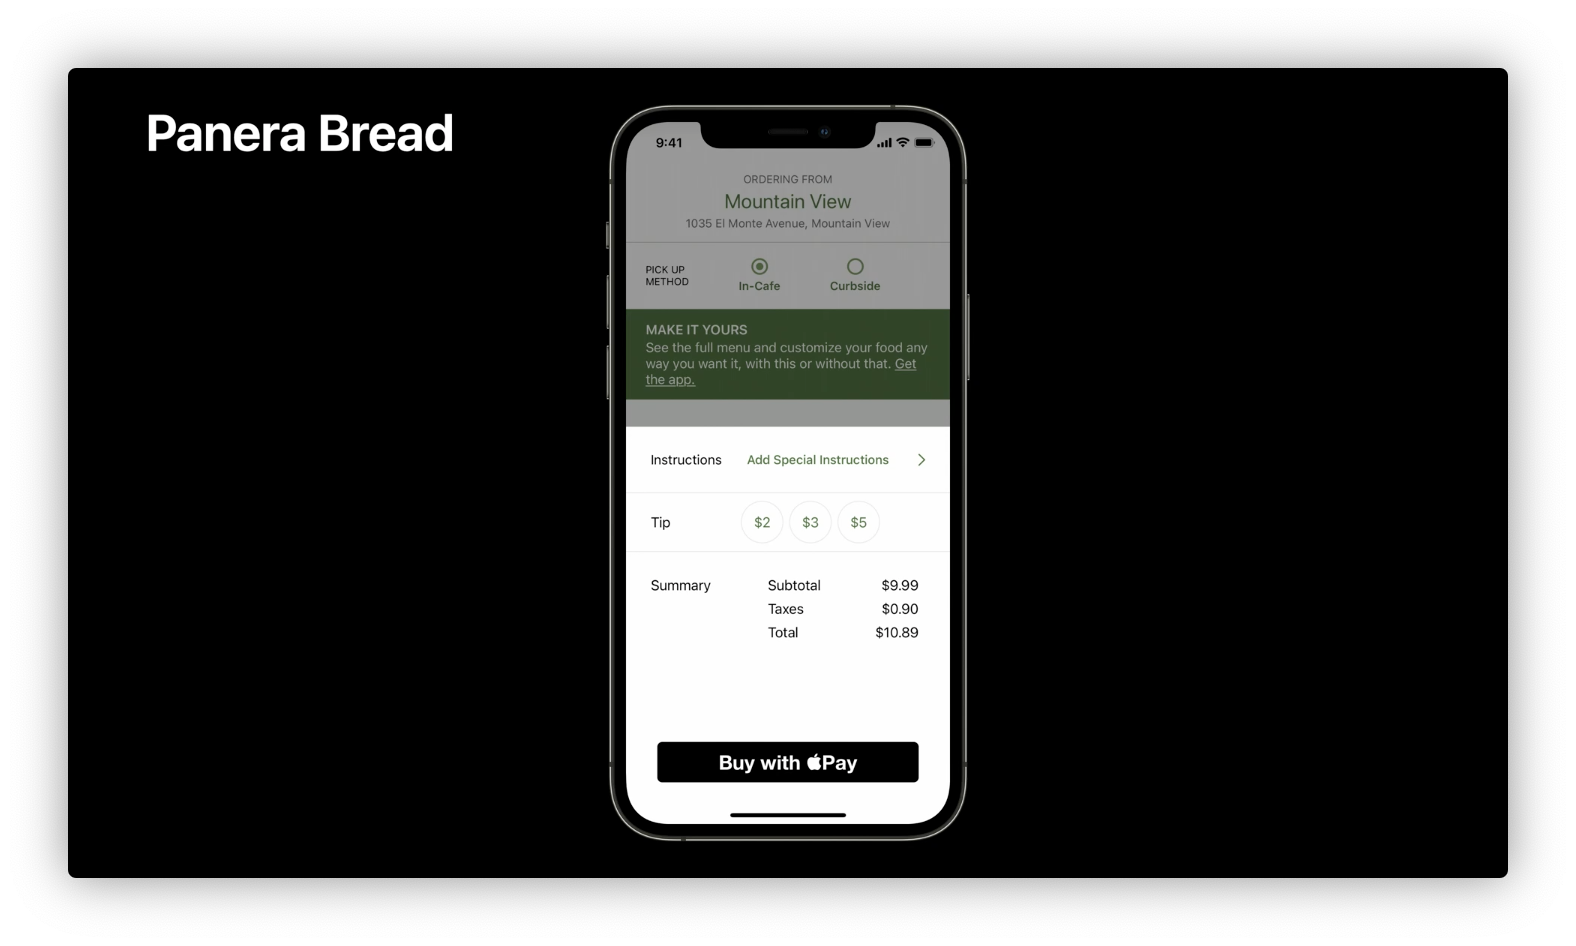 Panera Bread
9:41
ORDERING FROM
Mountain View
1035 El Monte Avenue, Mountain View
PICK UP
METHOD
In-Cafe
Curbside
MAKE IT YOURS
See the full menu and customize your food any
way you want it, with this or without that. Get
the app.
Instructions Add Special Instructions
Tip $2 $3 $5
Summary Subtotal $9.99
Taxes $0.90
Total $10.89
Buy with Pay